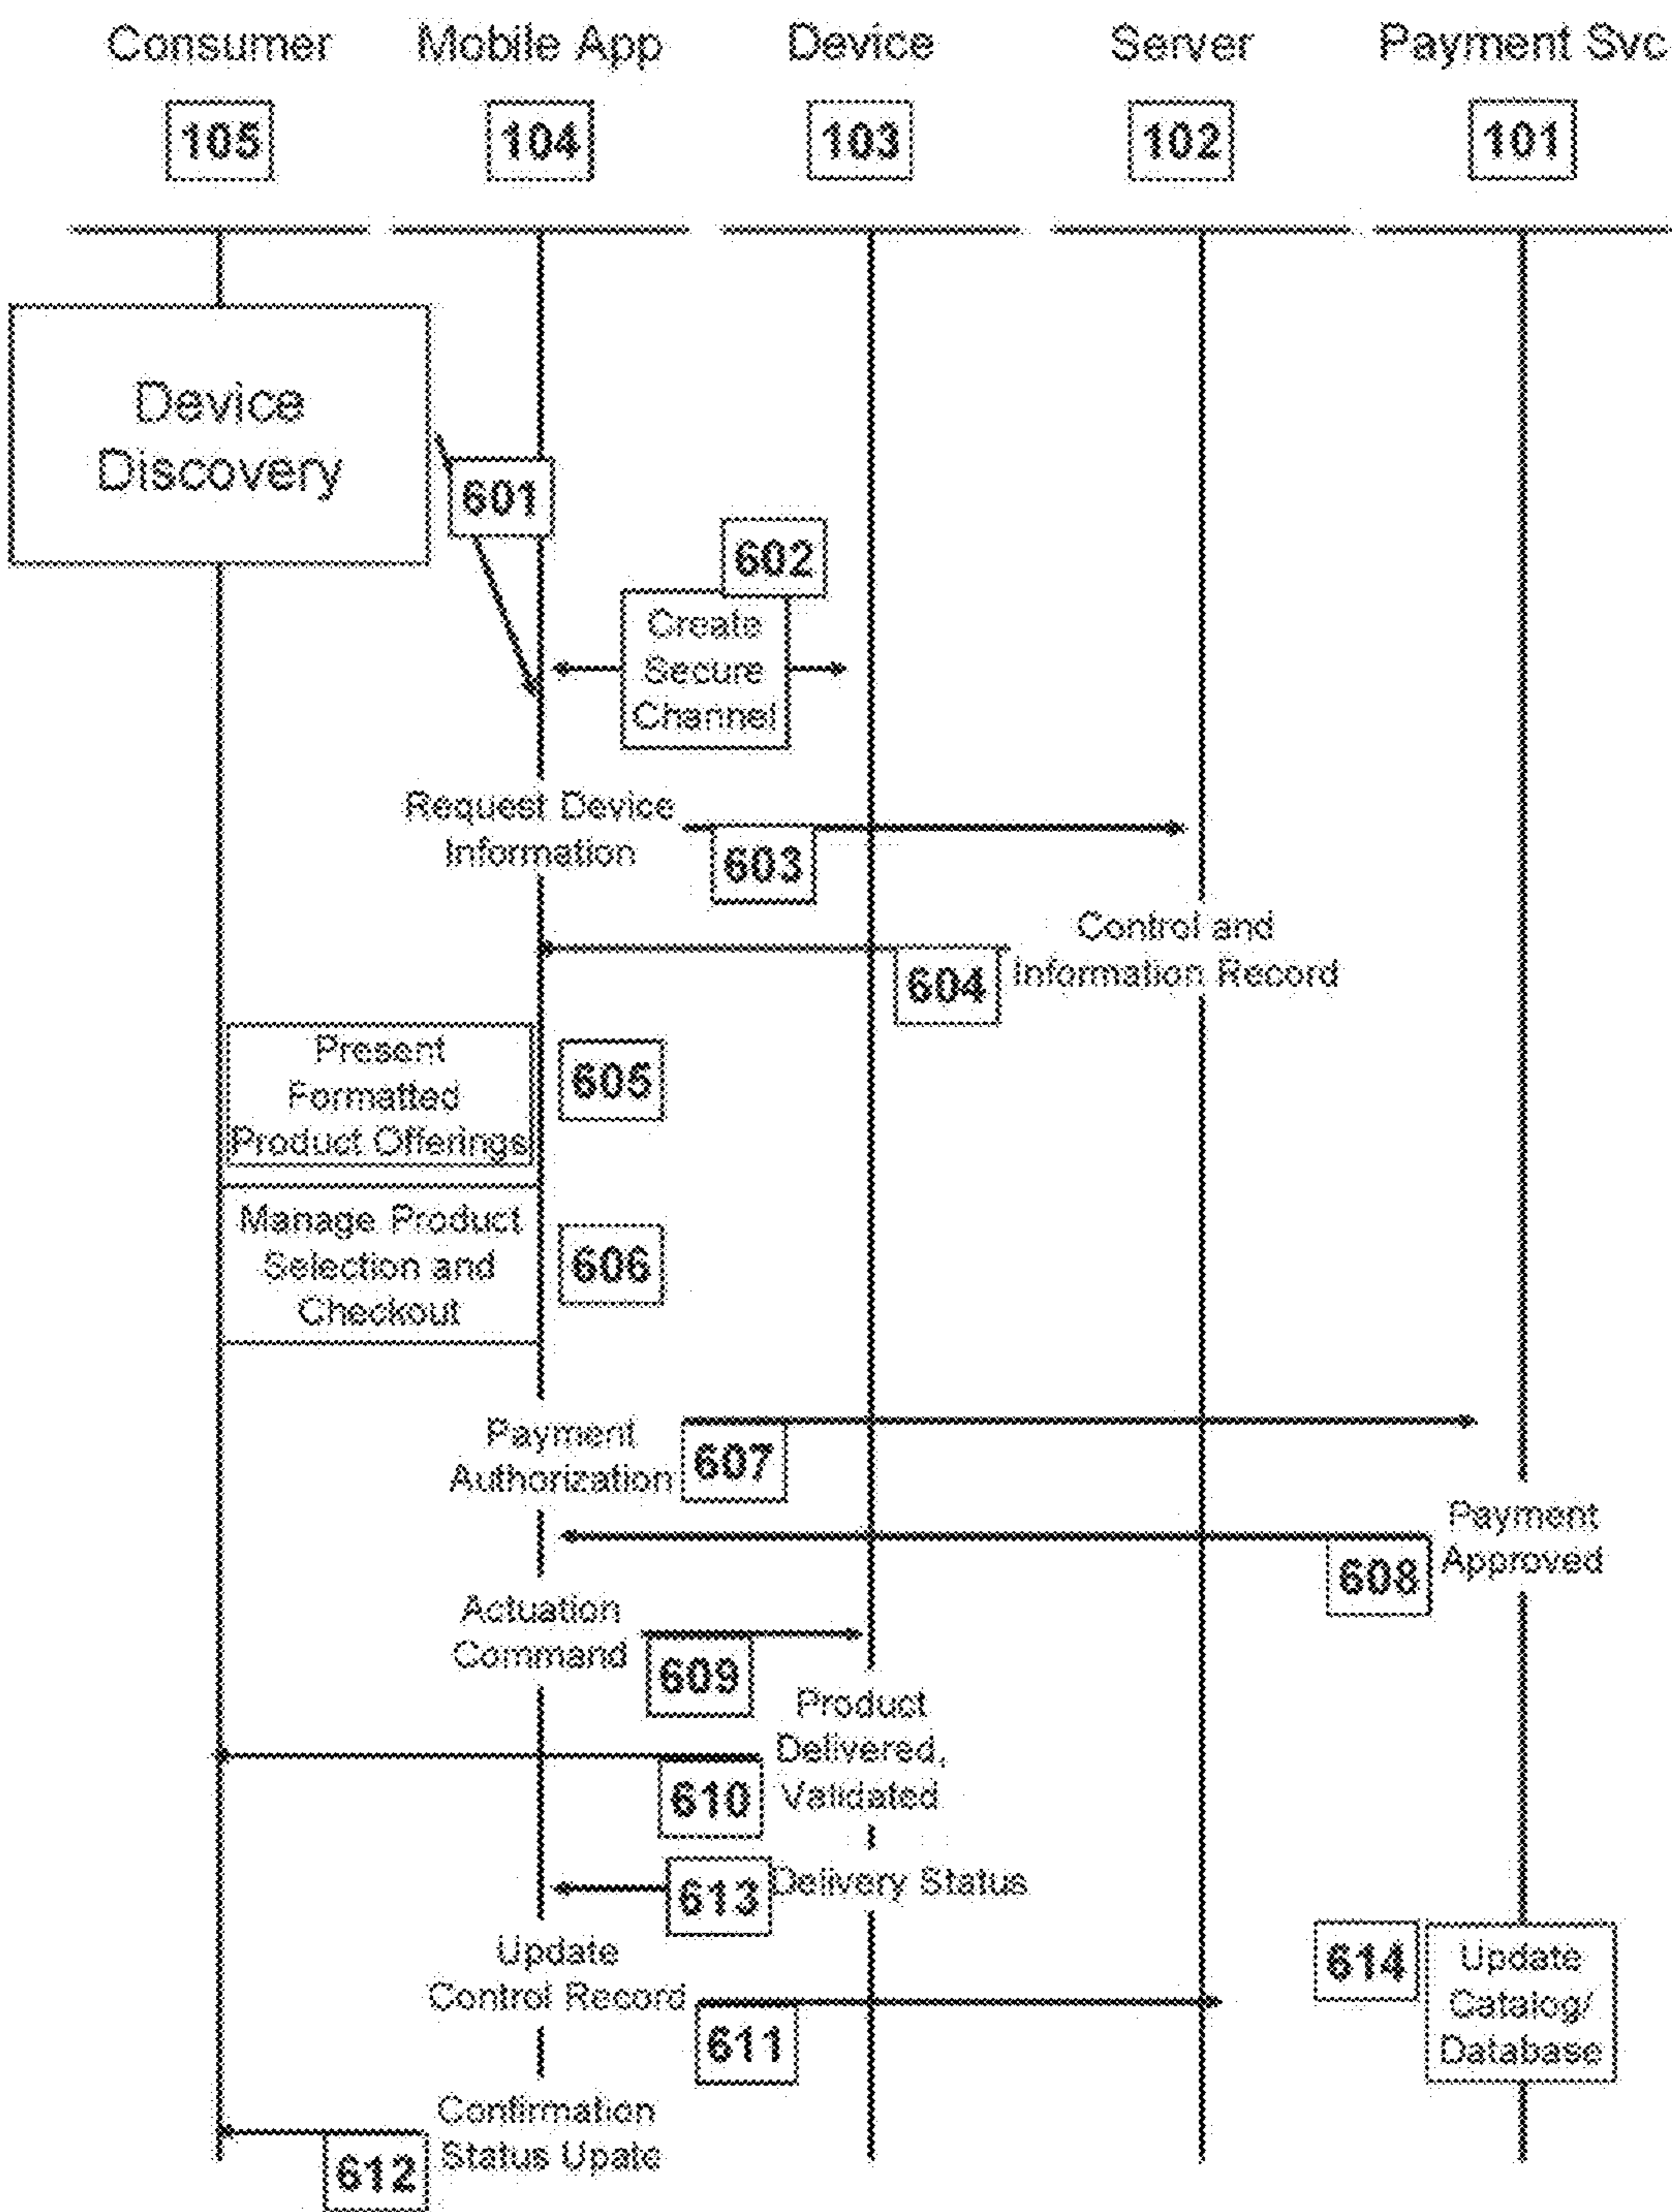 Consumer Mobile App Device Server Payment Svc
105 104 103 102 101
Device
Discovery
601
602
Create
Secure
Channel
Request Device
Information
603
Control and
Information Record
604
Present
Formatted
Product Offerings
605
Manage Product
Selection and
Checkout
606
Payment
Authorization
607
Payment
Approved
608
Actuation
Command
609
Product
Delivered,
Validated
610
613
Delivery Status
Update
Control Record
611
614
Update
Catalog/
Database
Confirmation
Status Upate
612